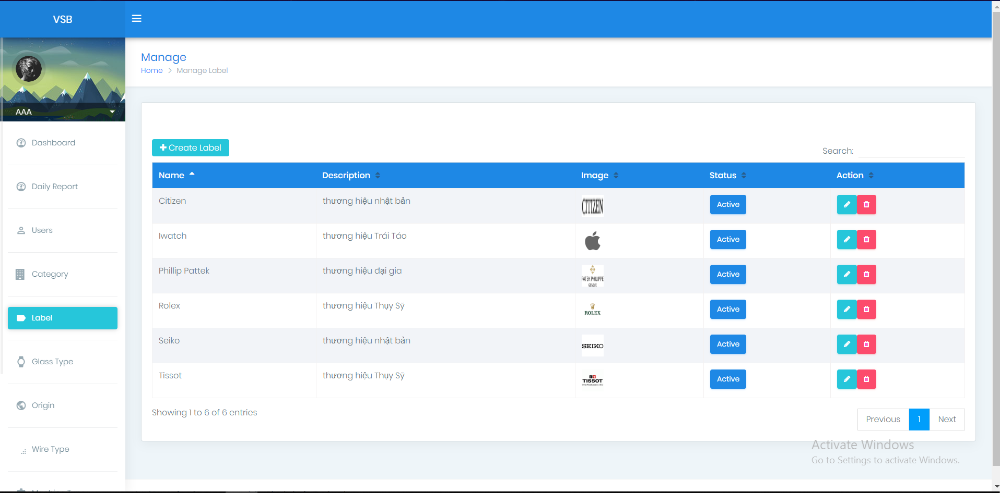 VSB
Manage
Home > Manage Label
AAA
Dashboard
Daily Report
Users
Category
Label
Glass Type
Origin
Wire Type
Create Label
Search:
Name Description Image Status Action
Citizen thương hiệu nhật bản CITIZEN Active
Iwatch thương hiệu Trái Táo Active
Phillip Pattek thương hiệu đại gia PATEK PHILIPPE GENEVE Active
Rolex thương hiệu Thụy Sỹ ROLEX Active
Seiko thương hiệu nhật bản SEIKO Active
Tissot thương hiệu Thụy Sỹ TISSOT Active
Showing 1 to 6 of 6 entries
Previous 1 Next
Activate Windows
Go to Settings to activate Windows.